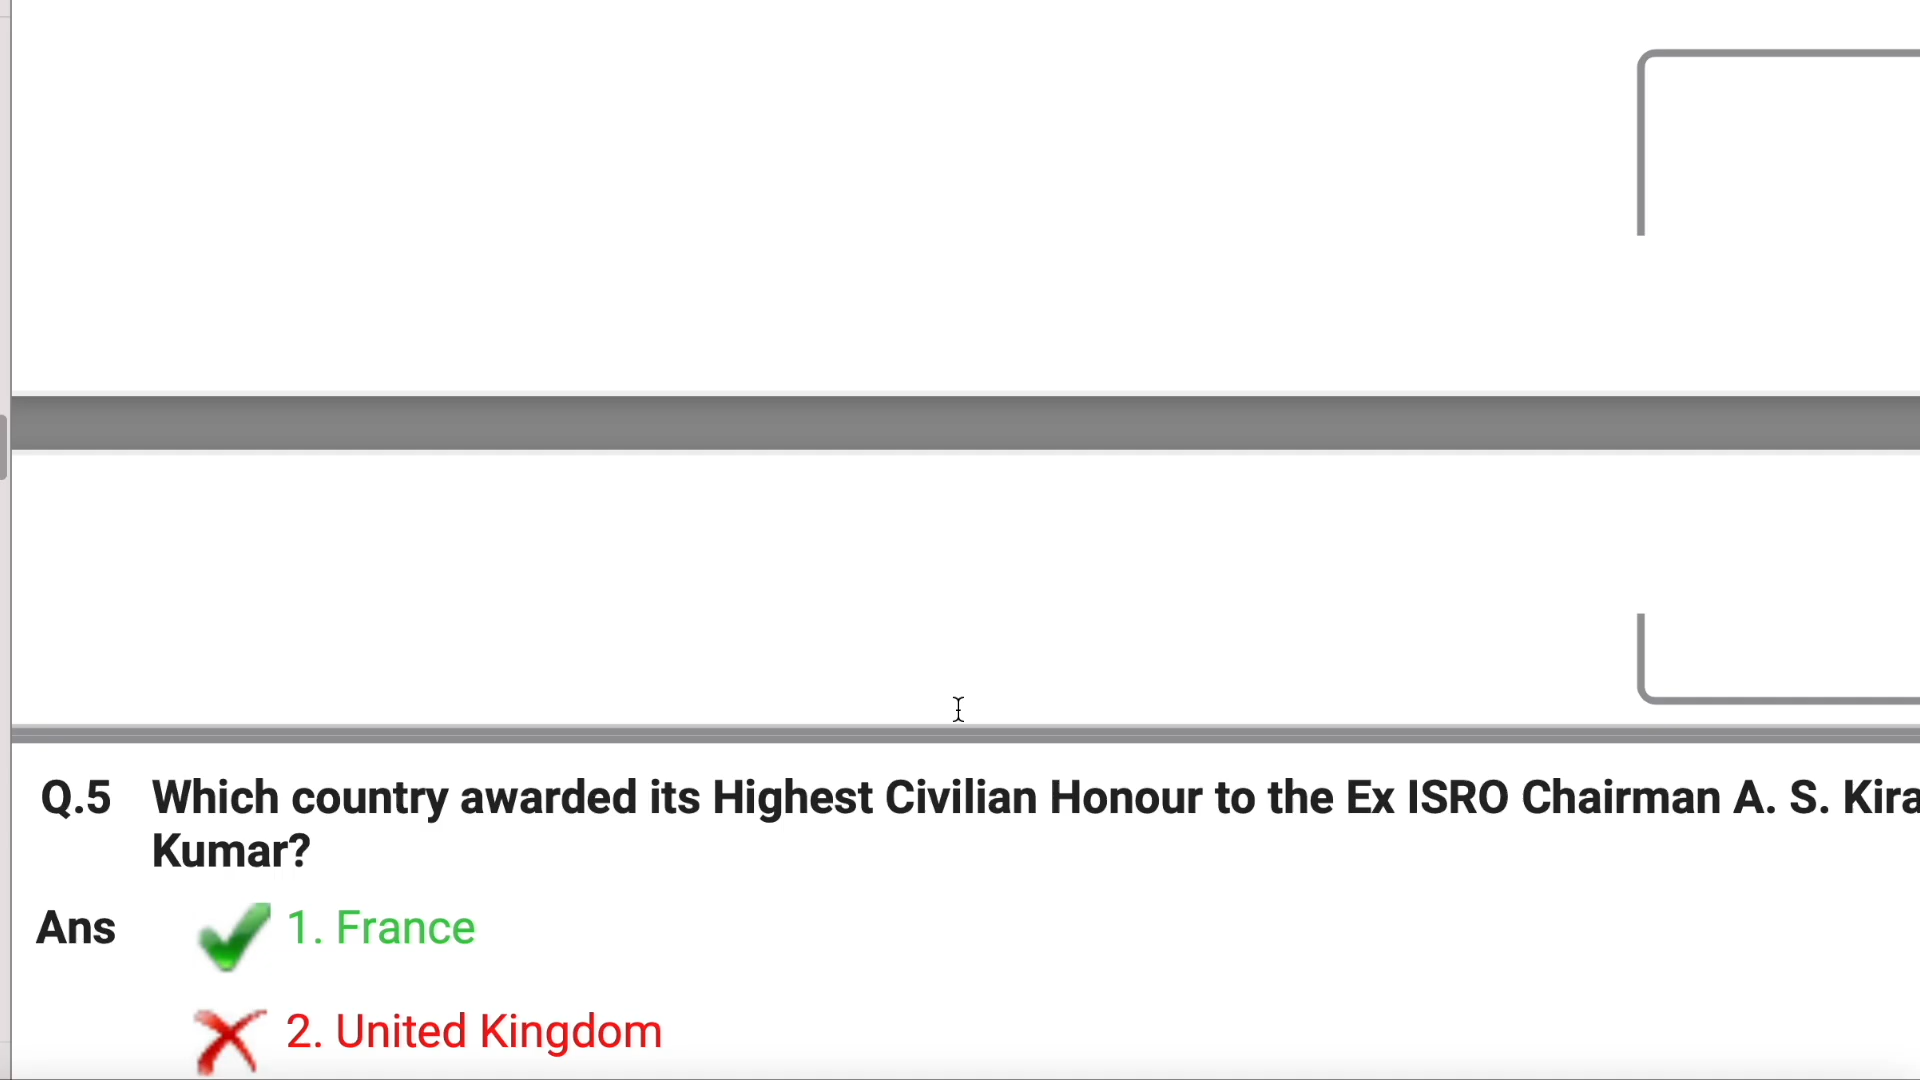 Q.5 Which country awarded its Highest Civilian Honour to the Ex ISRO Chairman A. S. Kira
Kumar?
Ans 1. France
2. United Kingdom